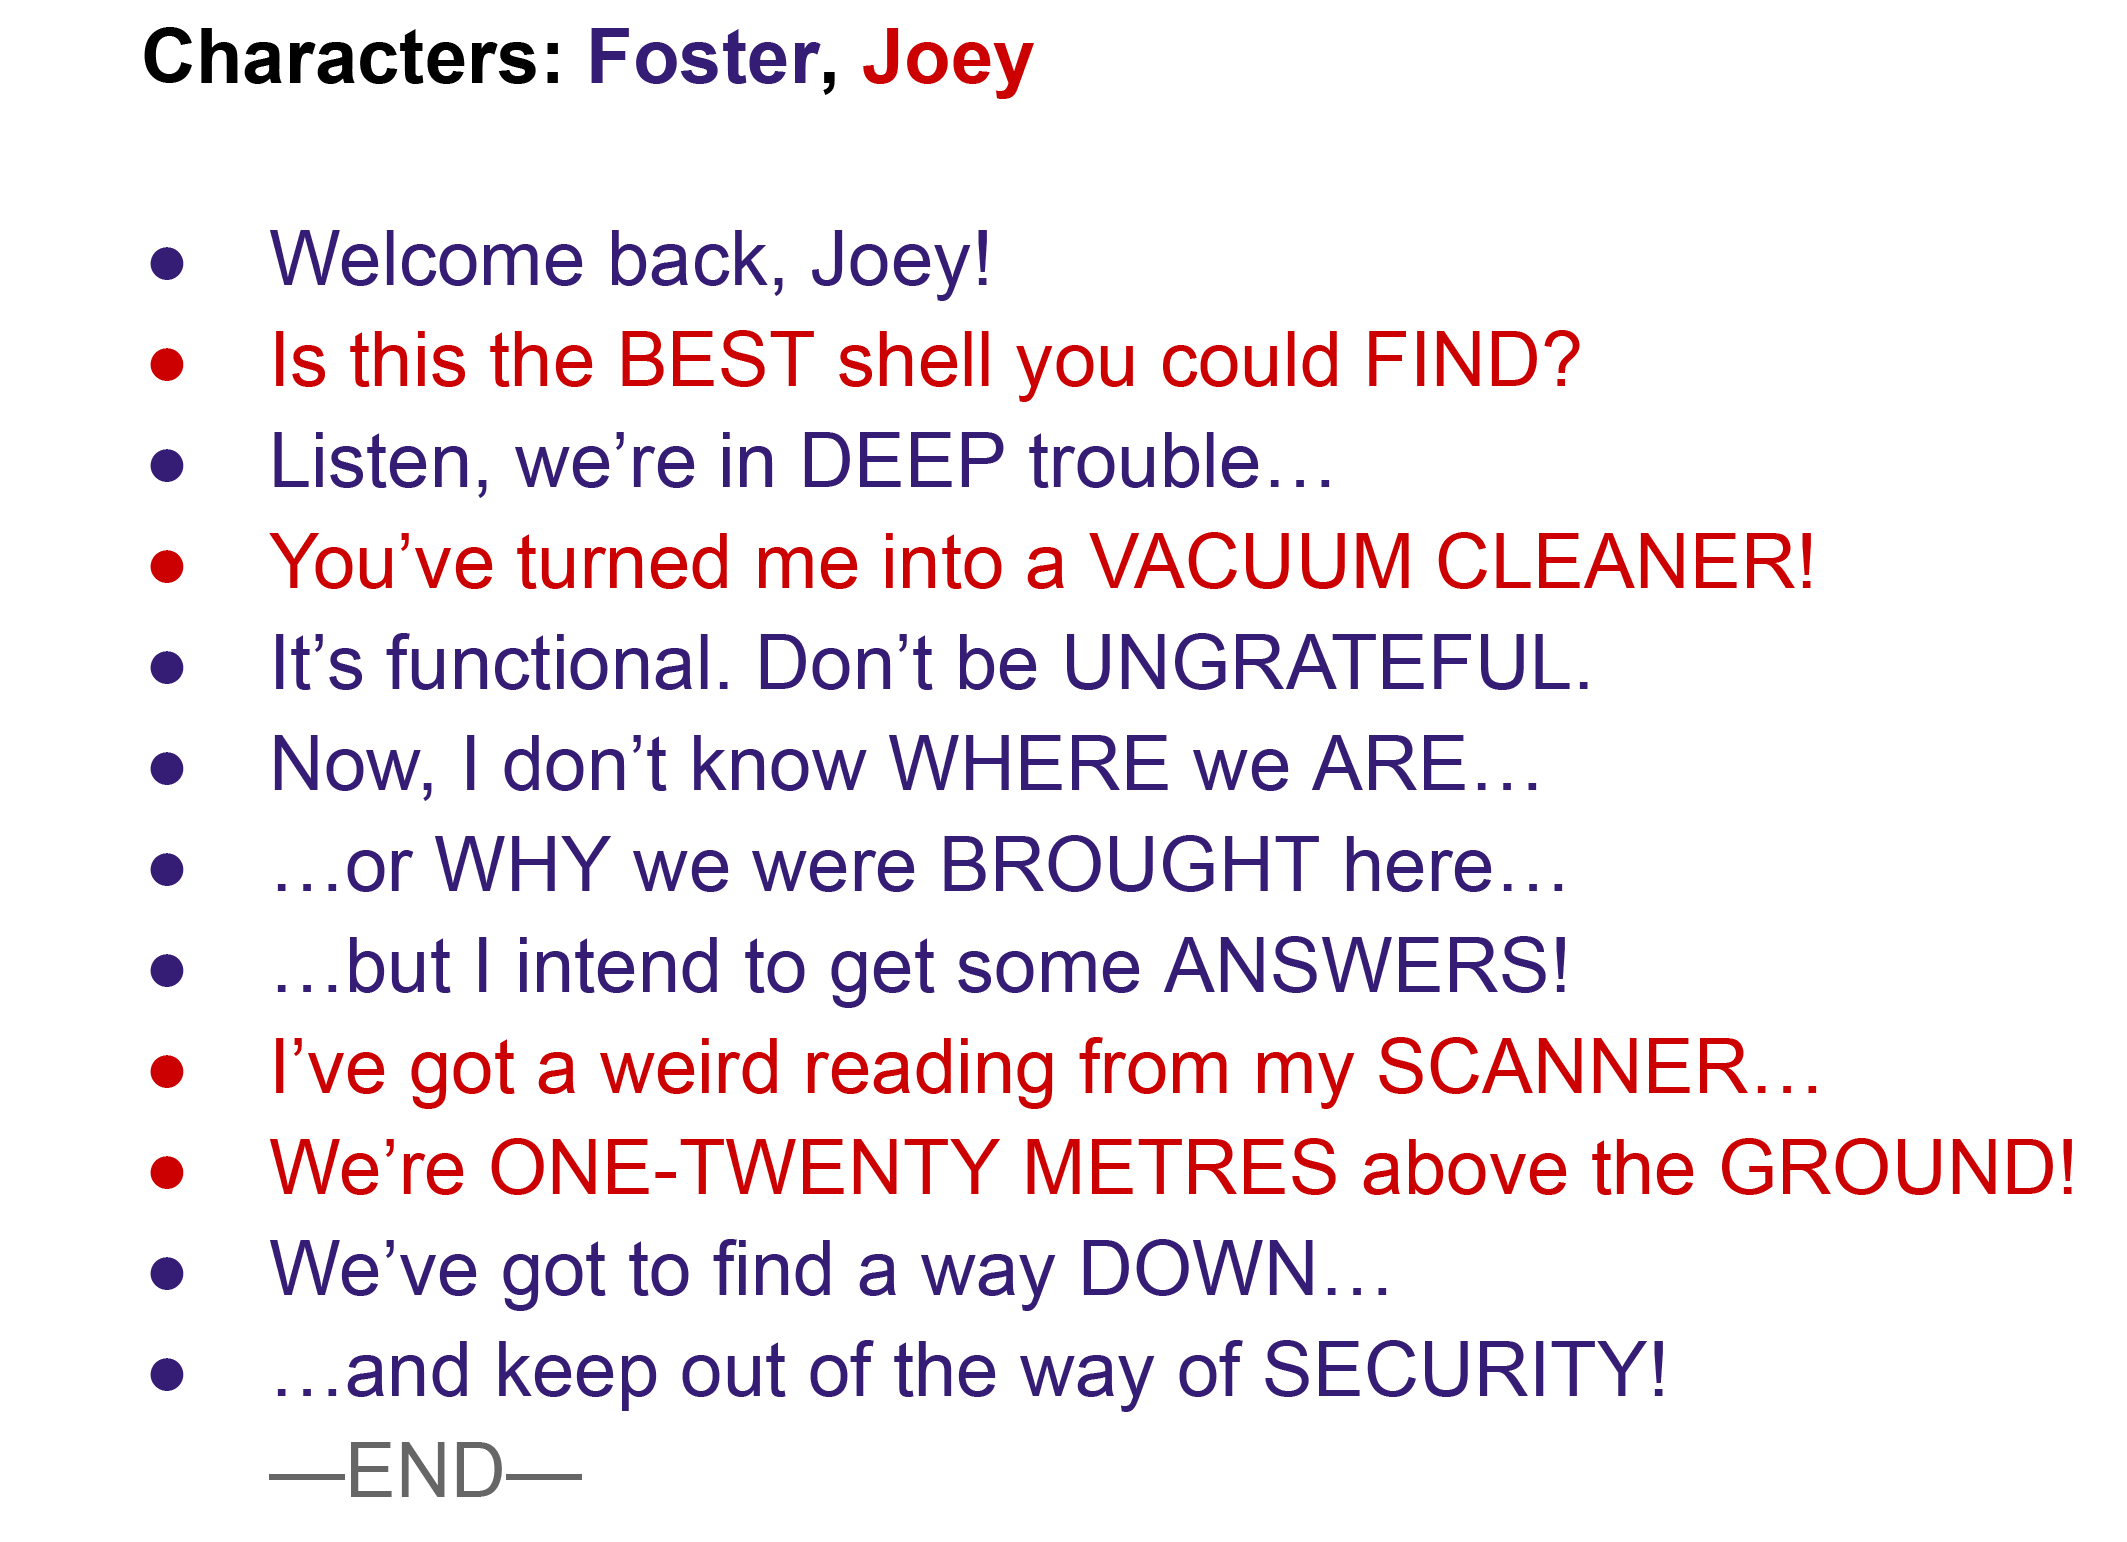 Characters: Foster, Joey
● Welcome back, Joey!
● Is this the BEST shell you could FIND?
● Listen, we’re in DEEP trouble…
● You’ve turned me into a VACUUM CLEANER!
● It’s functional. Don’t be UNGRATEFUL.
● Now, I don’t know WHERE we ARE…
● …or WHY we were BROUGHT here…
● …but I intend to get some ANSWERS!
● I’ve got a weird reading from my SCANNER…
● We’re ONE-TWENTY METRES above the GROUND!
● We’ve got to find a way DOWN…
● …and keep out of the way of SECURITY!
—END—